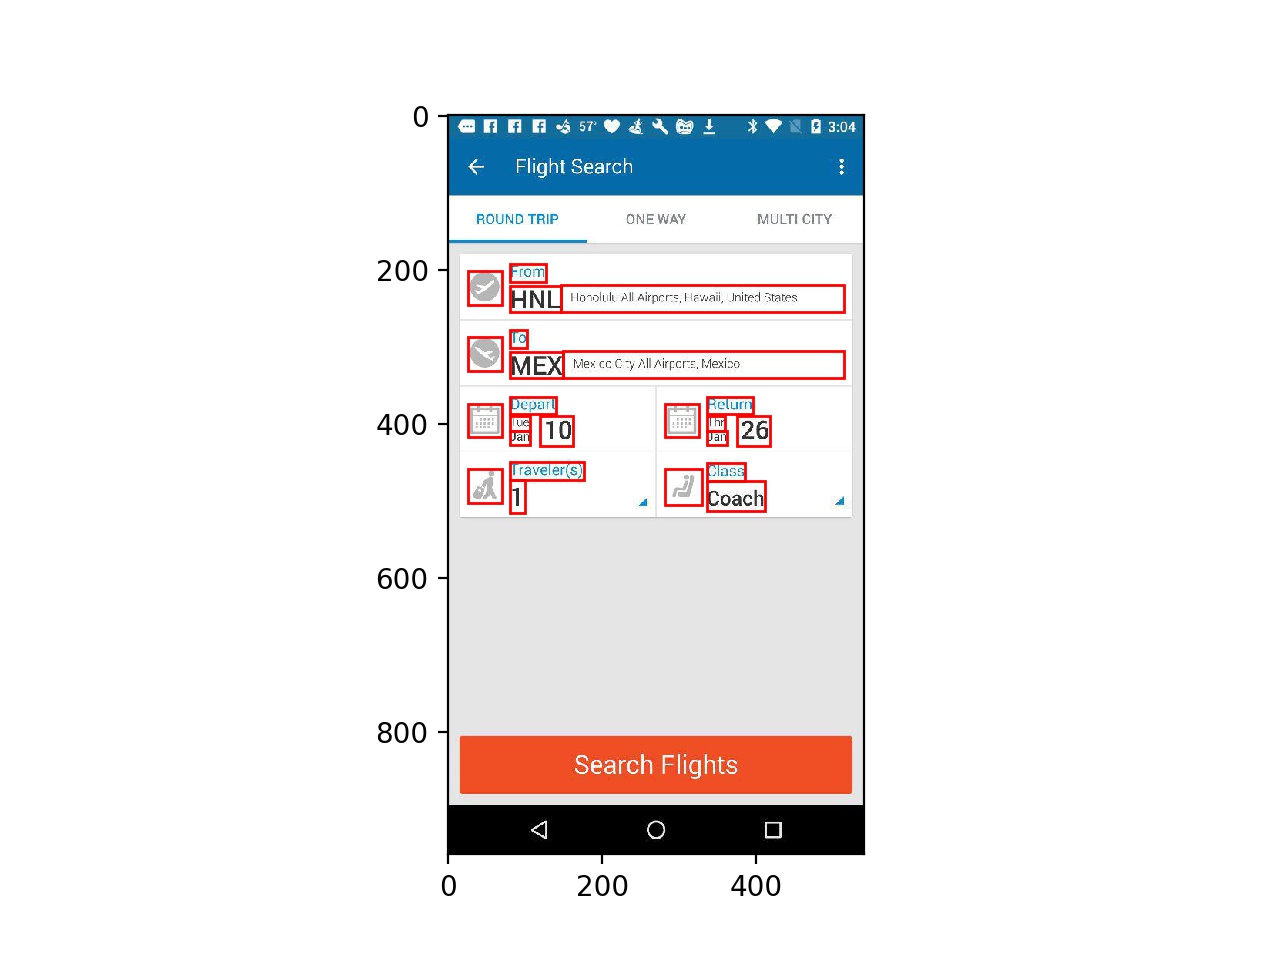 0
57°
3:04
Flight Search
ROUND TRIP
ONE WAY
MULTI CITY
200
From
HNL
Honolulu All Airports, Hawaii, United States
To
MEX
Mexico City All Airports, Mexico
400
Depart
Tue
Jan
10
Return
Thr
Jan
26
Traveler(s)
1
Class
Coach
600
800
Search Flights
0
200
400